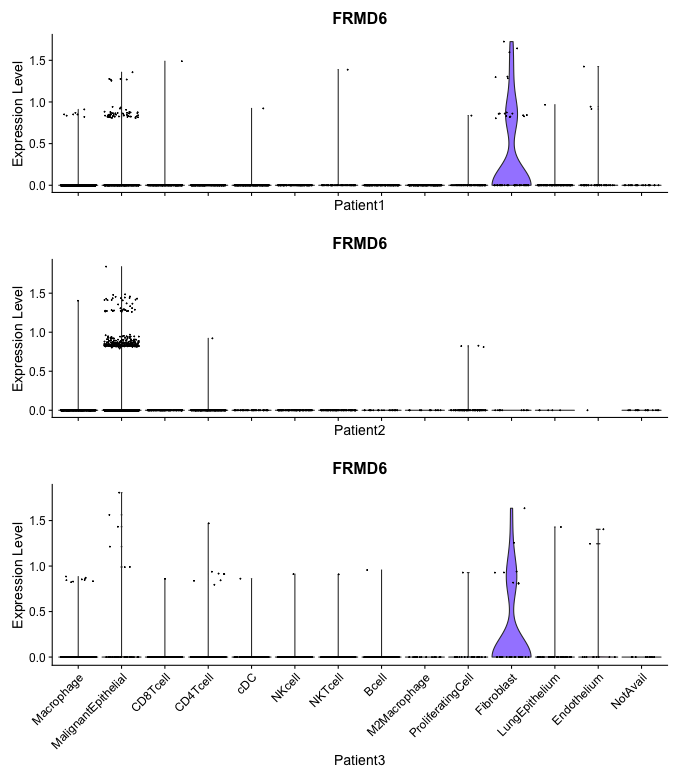 FRMD6
Expression Level
1.5
1.0
0.5
0.0
Patient1
FRMD6
Expression Level
1.5
1.0
0.5
0.0
Patient2
FRMD6
Expression Level
1.5
1.0
0.5
0.0
Macrophage
MalignantEpithelial
CD8Tcell
CD4Tcell
cDC
NKcell
NKTcell
Bcell
M2Macrophage
ProliferatingCell
Fibroblast
LungEpithelium
Endothelium
NotAvail
Patient3